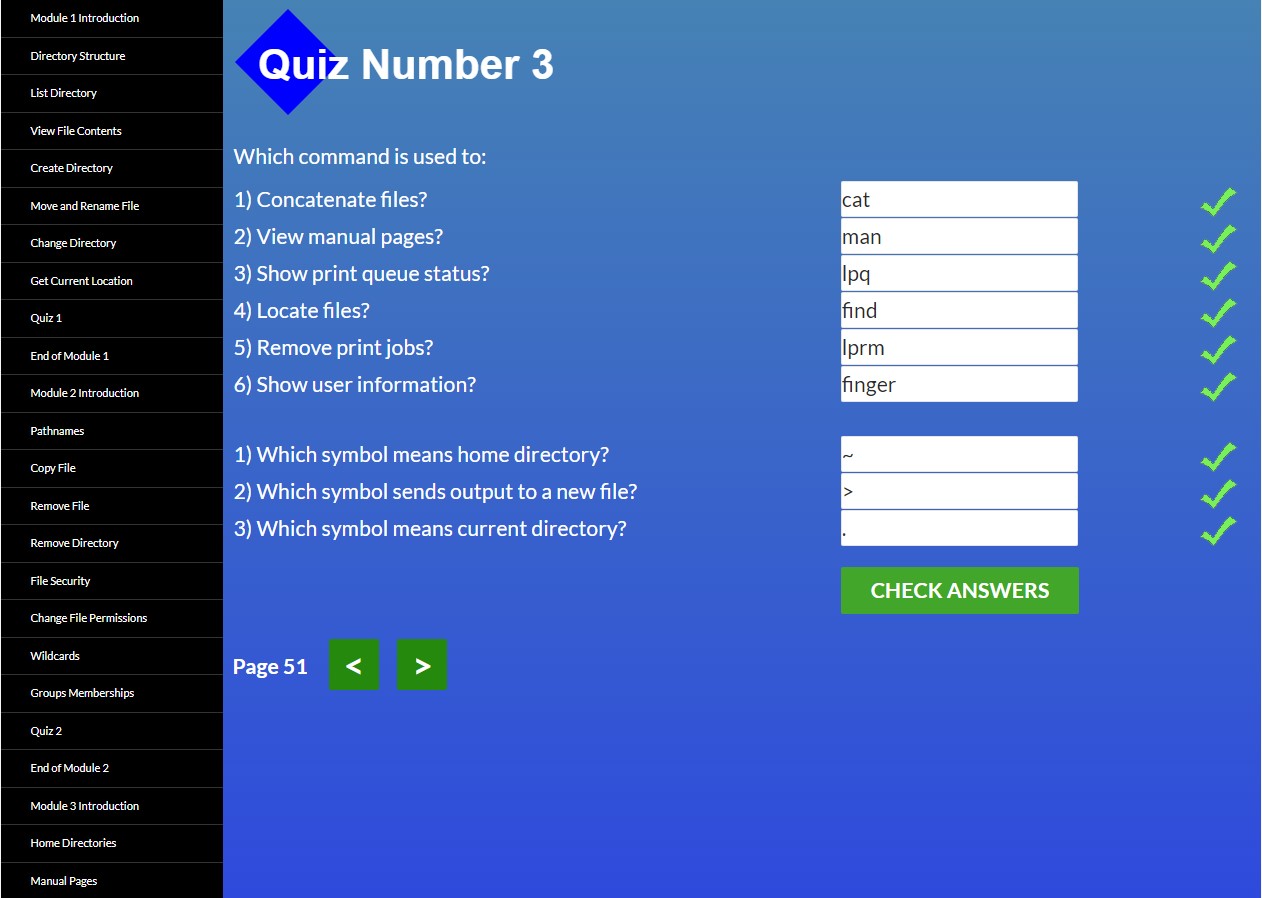 Module 1 Introduction
Directory Structure
List Directory
View File Contents
Create Directory
Move and Rename File
Change Directory
Get Current Location
Quiz 1
End of Module 1
Module 2 Introduction
Pathnames
Copy File
Remove File
Remove Directory
File Security
Change File Permissions
Wildcards
Groups Memberships
Quiz 2
End of Module 2
Module 3 Introduction
Home Directories
Manual Pages
Quiz Number 3
Which command is used to:
1) Concatenate files? cat
2) View manual pages? man
3) Show print queue status? lpq
4) Locate files? find
5) Remove print jobs? lprm
6) Show user information? finger
1) Which symbol means home directory? ~
2) Which symbol sends output to a new file? >
3) Which symbol means current directory? .
CHECK ANSWERS
Page 51 < >